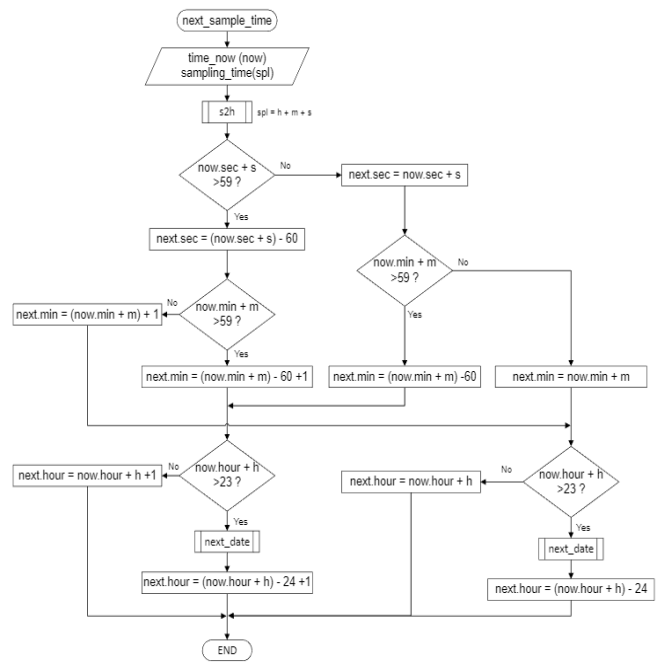 next_sample_time
time_now (now)
sampling_time(spl)
s2h
spl = h + m + s
now.sec + s
>59 ?
No
next.sec = now.sec + s
Yes
next.sec = (now.sec + s) - 60
now.min + m
>59 ?
No
now.min + m
>59 ?
No
next.min = (now.min + m) + 1
Yes
Yes
next.min = (now.min + m) - 60 +1
next.min = (now.min + m) -60
next.min = now.min + m
now.hour + h
>23 ?
No
next.hour = now.hour + h +1
now.hour + h
>23 ?
No
next.hour = now.hour + h
Yes
Yes
next_date
next_date
next.hour = (now.hour + h) - 24 +1
next.hour = (now.hour + h) - 24
END